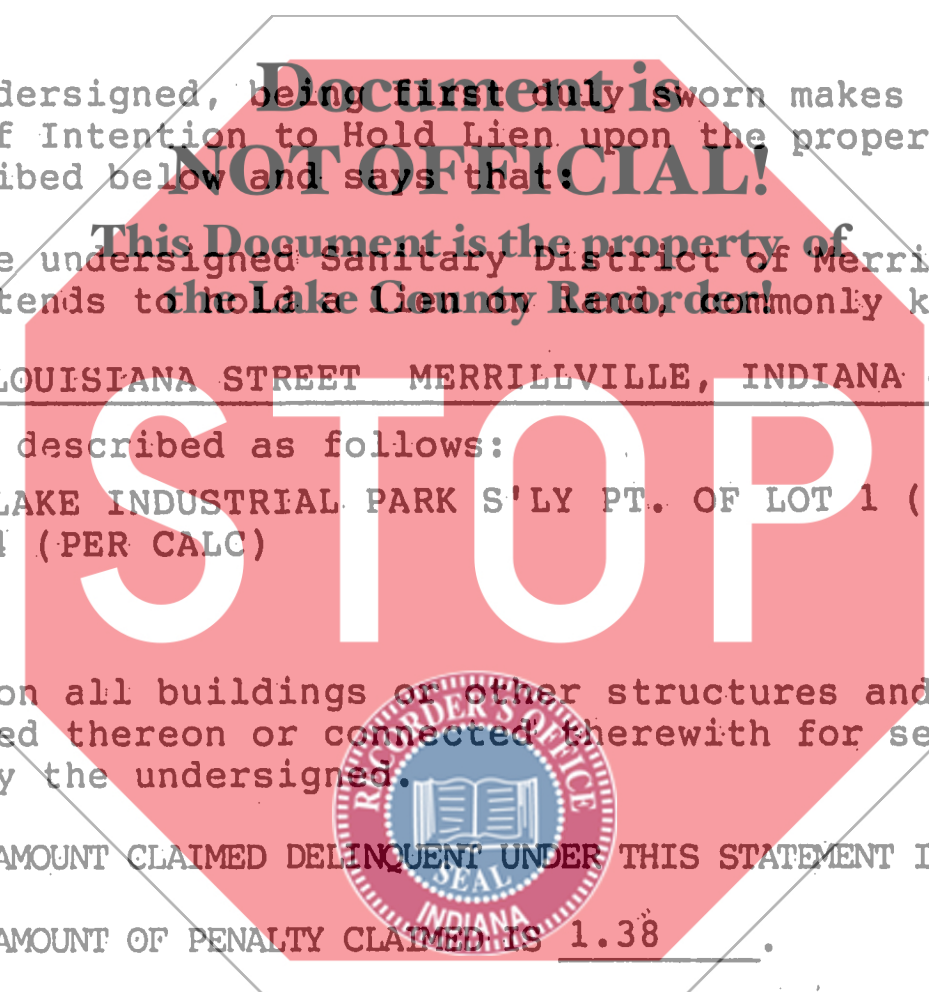 Document is
NOT OFFICIAL!
This Document is the property of
the Lake County Recorder!
STOP
dersigned, being first duly sworn makes
f Intention to Hold Lien upon the proper
ibed below and says that:
e undersigned Sanitary District of Merri
tends to hold a Lien on land, commonly k
LOUISIANA STREET MERRILLVILLE, INDIANA
described as follows:
LAKE INDUSTRIAL PARK S'LY PT. OF LOT 1 (
4 (PER CALC)
on all buildings or other structures and
ed thereon or connected therewith for se
y the undersigned.
AMOUNT CLAIMED DELINQUENT UNDER THIS STATEMENT I
AMOUNT OF PENALTY CLAIMED IS 1.38 .
RECORDER'S OFFICE
SEAL
INDIANA